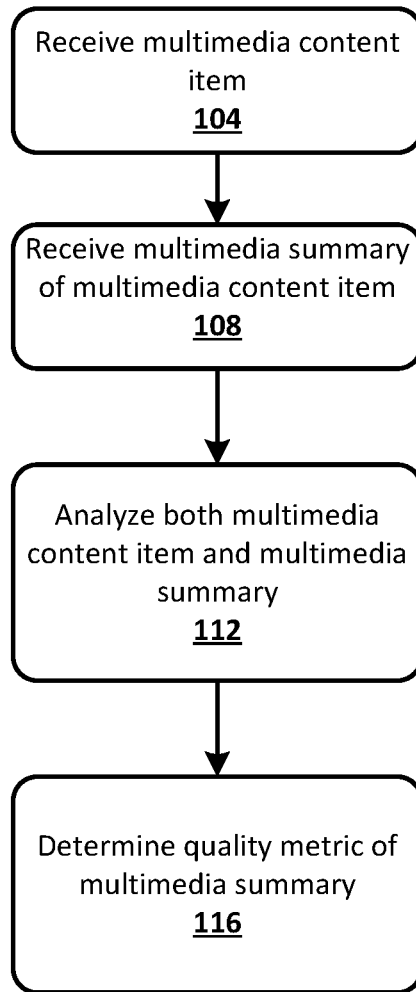 Receive multimedia content
item
104
Receive multimedia summary
of multimedia content item
108
Analyze both multimedia
content item and multimedia
summary
112
Determine quality metric of
multimedia summary
116